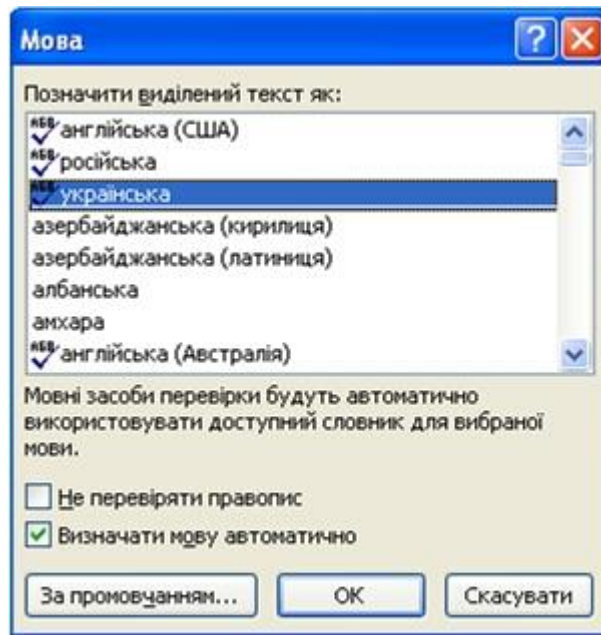 Мова
Позначити виділений текст як:
англійська (США)
російська
українська
азербайджанська (кирилиця)
азербайджанська (латиниця)
албанська
амхара
англійська (Австралія)
Мовні засоби перевірки будуть автоматично
використовувати доступний словник для вибраної
мови.
Не перевіряти правопис
Визначати мову автоматично
За промовчанням... ОК Скасувати